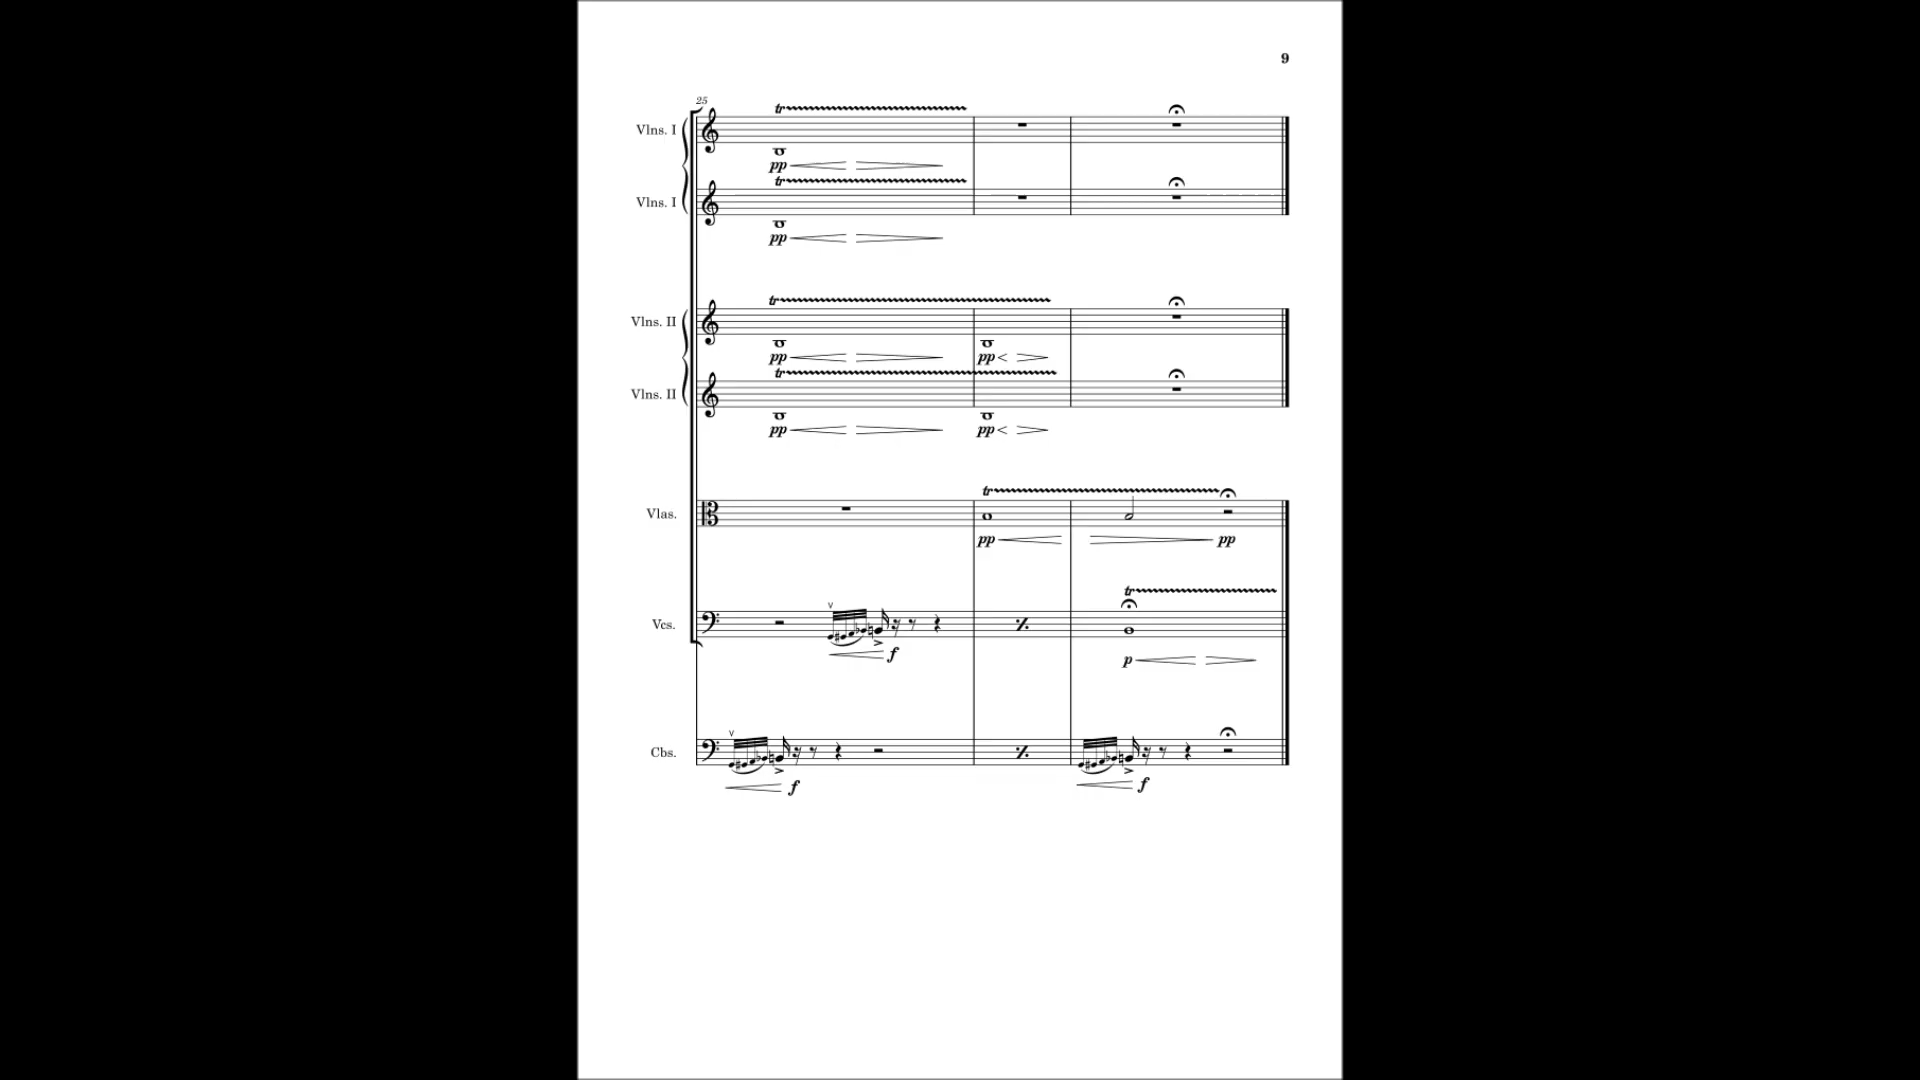 9
25
tr
Vlns. I
pp
tr
Vlns. I
pp
tr
Vlns. II
pp pp
tr
Vlns. II
pp pp
tr
Vlas.
pp pp
tr
Vcs.
f p
Cbs.
f f